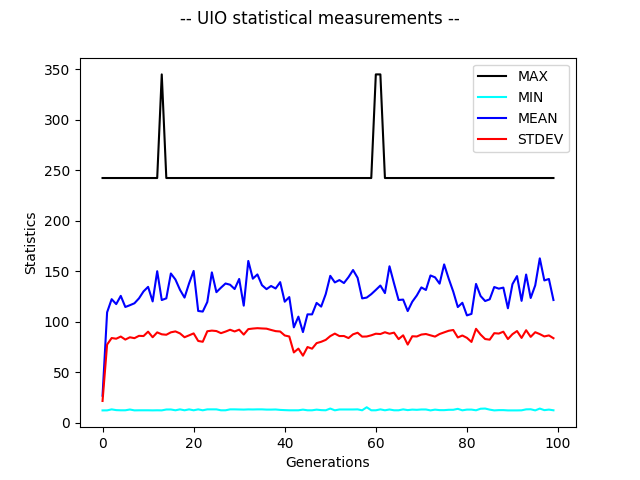 -- UIO statistical measurements --
350
300
250
200
150
100
50
0
Statistics
MAX
MIN
MEAN
STDEV
0 20 40 60 80 100
Generations